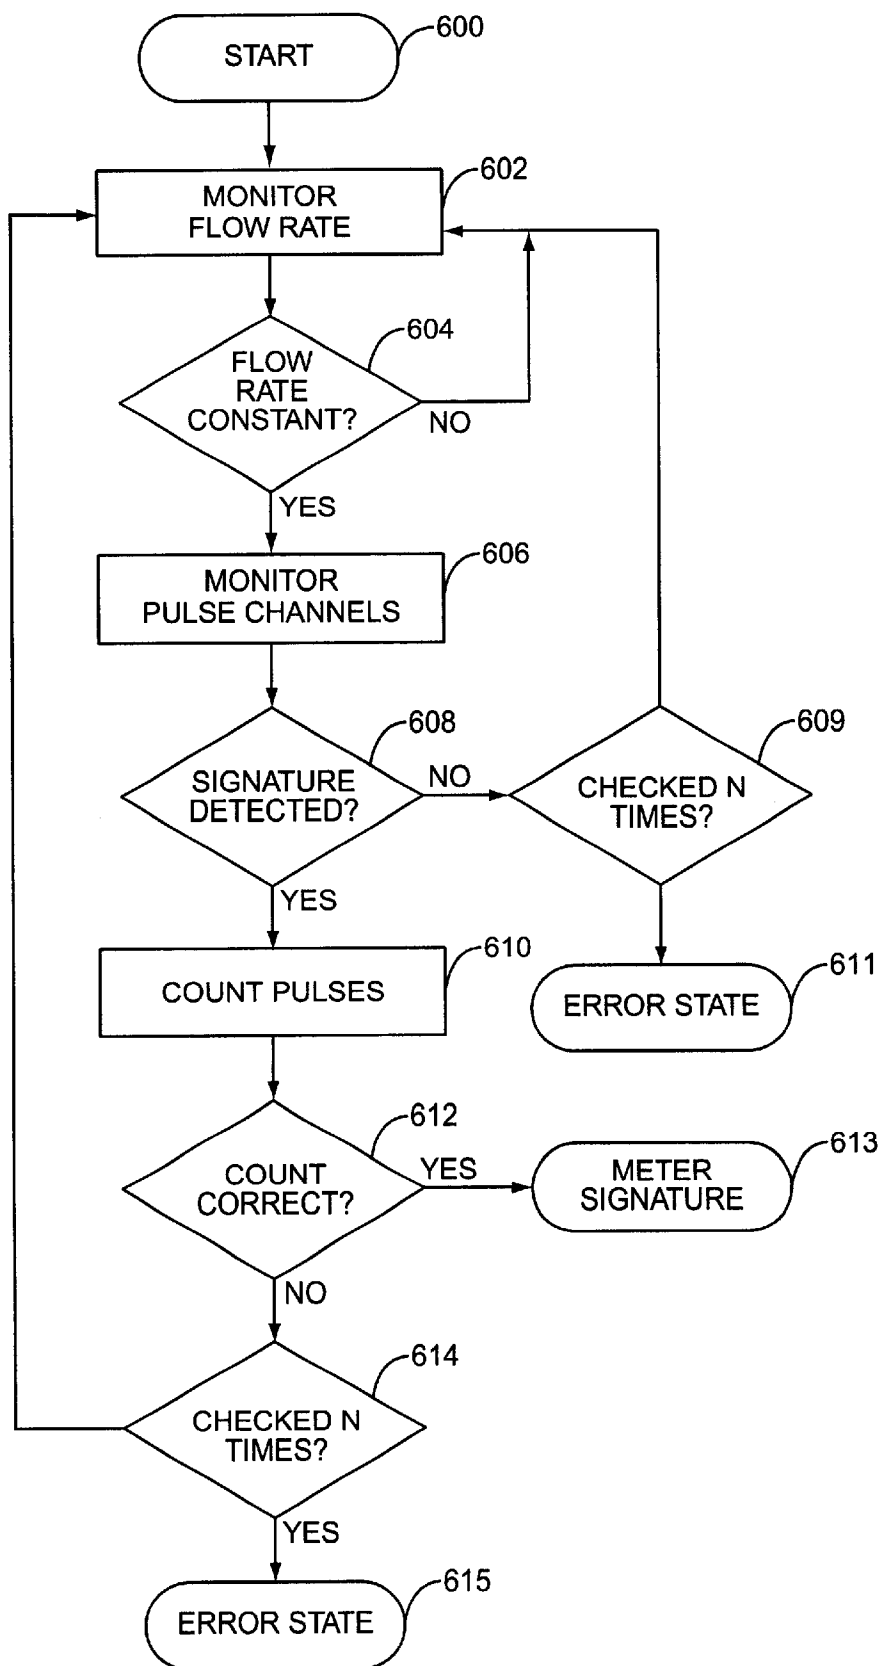 START
600
MONITOR
FLOW RATE
602
FLOW
RATE
CONSTANT?
604
NO
YES
MONITOR
PULSE CHANNELS
606
SIGNATURE
DETECTED?
608
NO
CHECKED N
TIMES?
609
YES
COUNT PULSES
610
ERROR STATE
611
COUNT
CORRECT?
612
YES
METER
SIGNATURE
613
NO
CHECKED N
TIMES?
614
YES
ERROR STATE
615